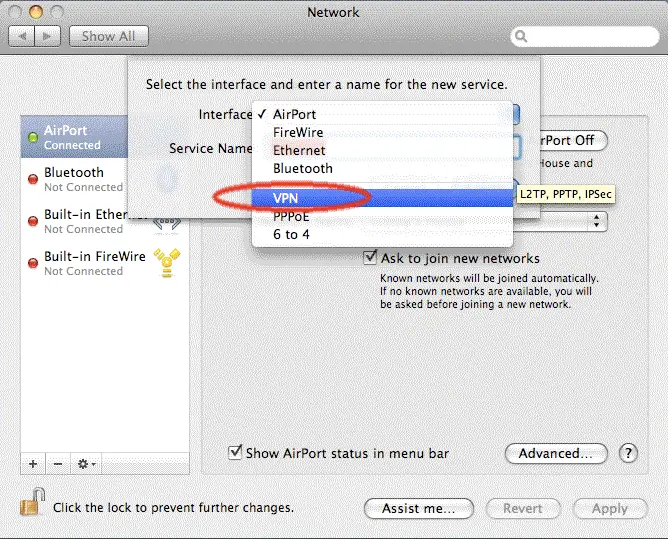 Network
Show All
Select the interface and enter a name for the new service.
Interface
✓ AirPort
FireWire
Ethernet
Bluetooth
VPN
PPPoE
6 to 4
Service Name
AirPort
Connected
rPort Off
House and
Bluetooth
Not Connected
L2TP, PPTP, IPSec
Built-in Ethe
Not Connected
Built-in FireWire
Not Connected
Ask to join new networks
Known networks will be joined automatically.
If no known networks are available, you will
be asked before joining a new network.
Show AirPort status in menu bar
Advanced...
?
Click the lock to prevent further changes.
Assist me...
Revert
Apply